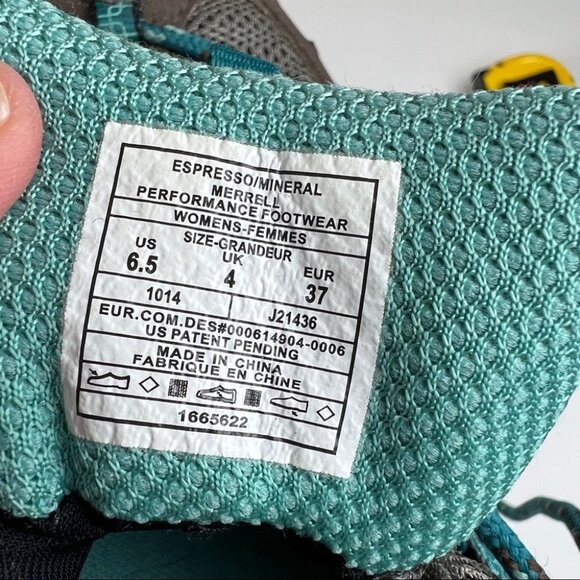 ESPRESSO/MINERAL
MERRELL
PERFORMANCE FOOTWEAR
WOMENS-FEMMES
SIZE-GRANDEUR
US UK EUR
6.5 4 37
1014 J21436
EUR.COM.DES#000614904-0006
US PATENT PENDING
MADE IN CHINA
FABRIQUE EN CHINE
1665622